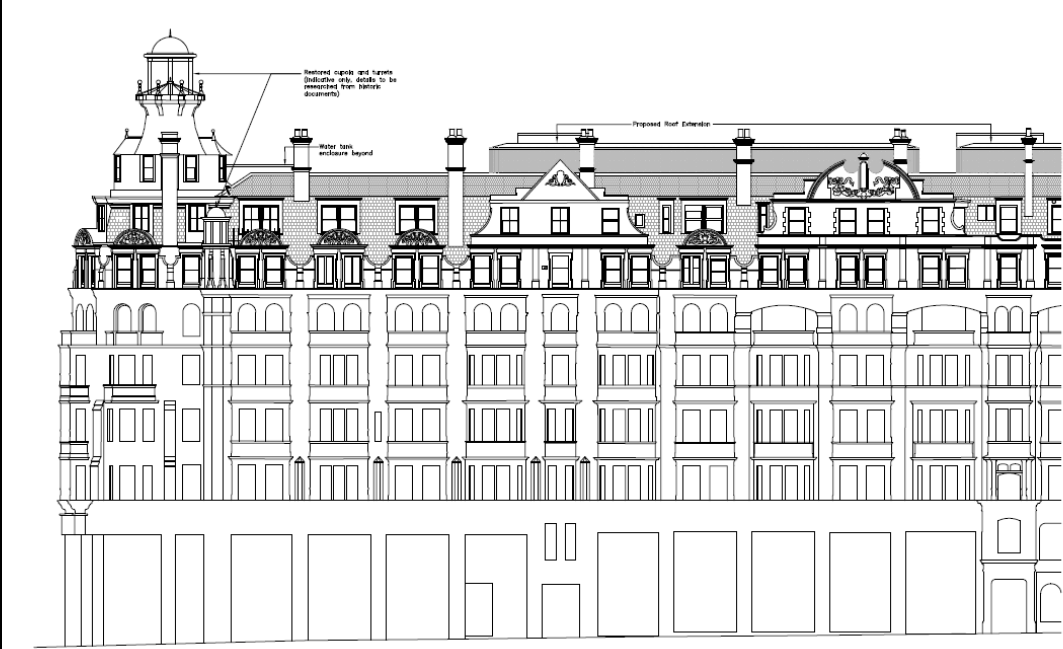 Restored cupola and turrets
(indicative only, details to be
researched from historic
documents)
Proposed Roof Extension
Water tank
enclosure beyond